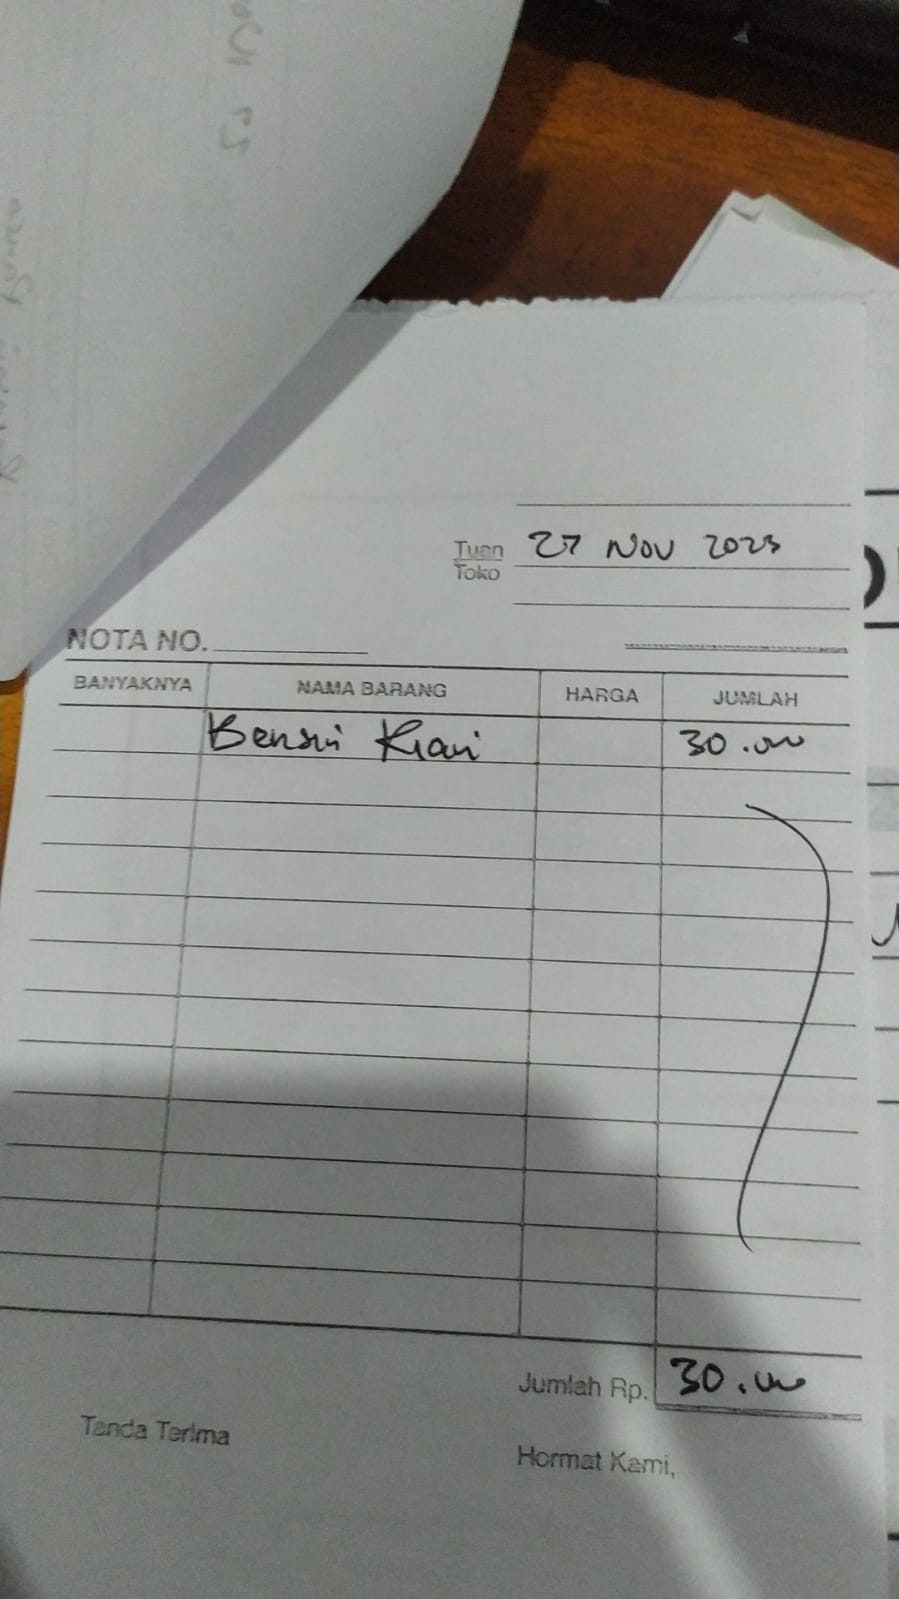 Tuan 27 Nov 2023
Toko
NOTA NO.
BANYAKNYA NAMA BARANG HARGA JUMLAH
Bensin 30.000
Jumlah Rp. 30.000
Tanda Terima
Hormat Kami,